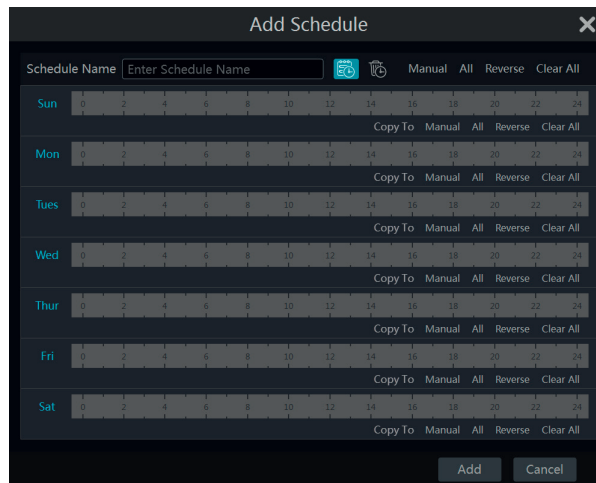 Add Schedule
Schedule Name Enter Schedule Name Manual All Reverse Clear All
Sun 0 2 4 6 8 10 12 14 16 18 20 22 24
Copy To Manual All Reverse Clear All
Mon 0 2 4 6 8 10 12 14 16 18 20 22 24
Copy To Manual All Reverse Clear All
Tues 0 2 4 6 8 10 12 14 16 18 20 22 24
Copy To Manual All Reverse Clear All
Wed 0 2 4 6 8 10 12 14 16 18 20 22 24
Copy To Manual All Reverse Clear All
Thur 0 2 4 6 8 10 12 14 16 18 20 22 24
Copy To Manual All Reverse Clear All
Fri 0 2 4 6 8 10 12 14 16 18 20 22 24
Copy To Manual All Reverse Clear All
Sat 0 2 4 6 8 10 12 14 16 18 20 22 24
Copy To Manual All Reverse Clear All
Add Cancel